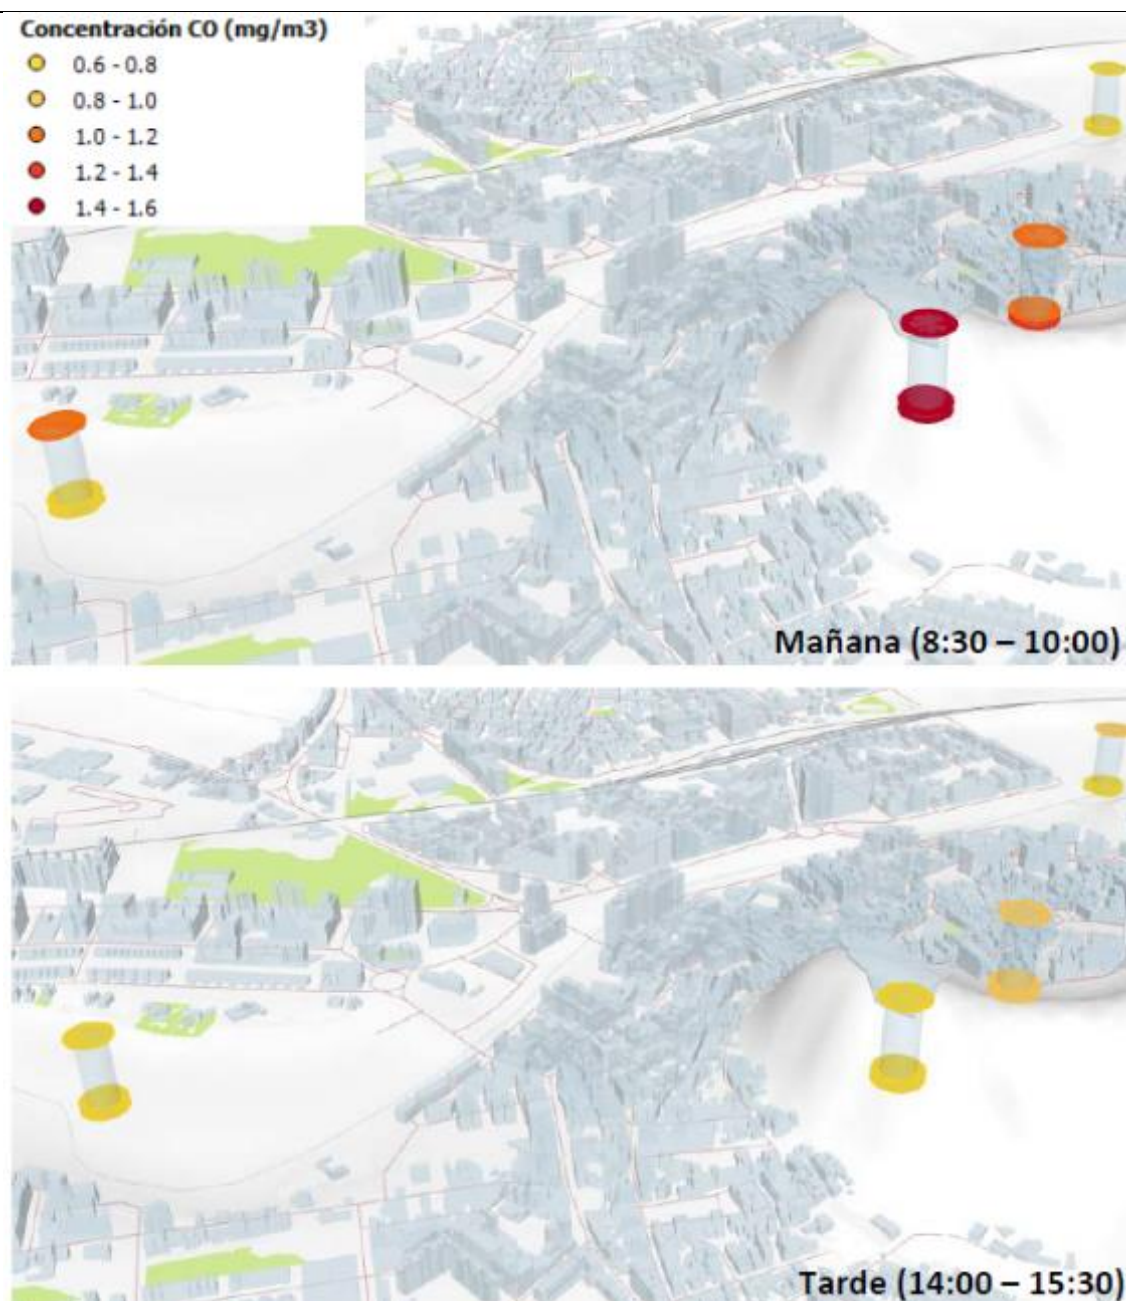 Concentración CO (mg/m3)
0.6 - 0.8
0.8 - 1.0
1.0 - 1.2
1.2 - 1.4
1.4 - 1.6
Mañana (8:30 – 10:00)
Tarde (14:00 – 15:30)